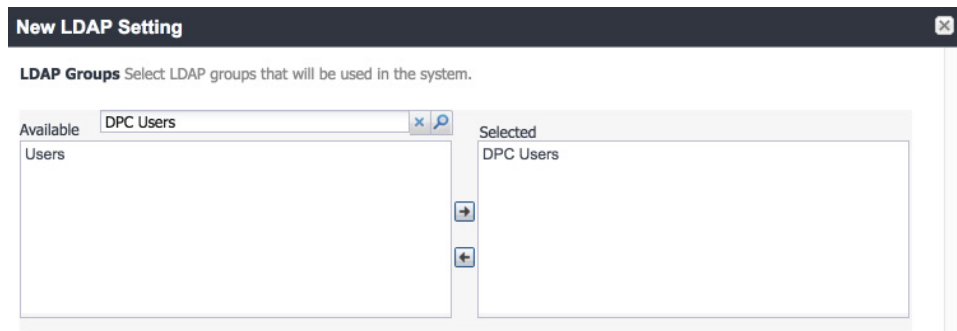 New LDAP Setting
LDAP Groups Select LDAP groups that will be used in the system.
Available
DPC Users
Selected
Users
DPC Users